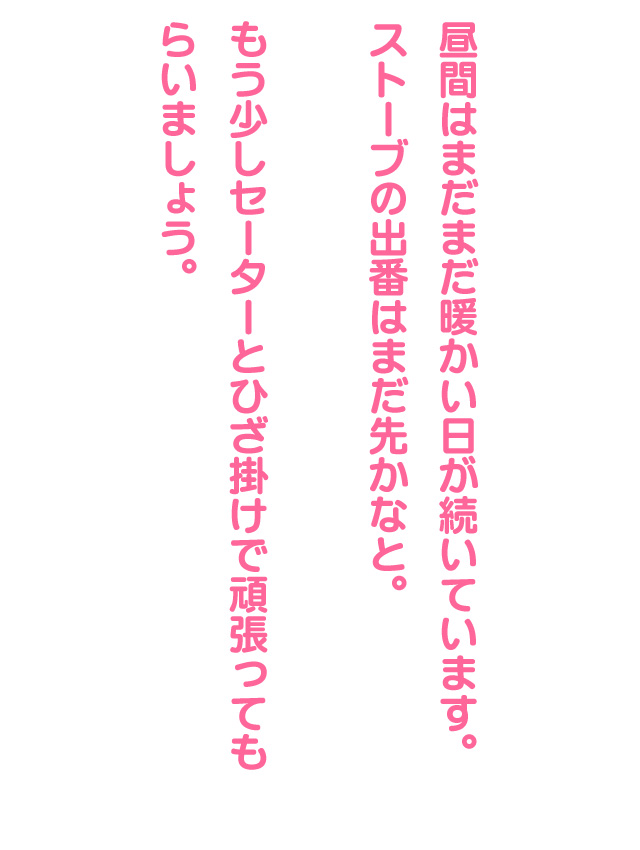 昼間はまだまだ暖かい日が続いています。
ストーブの出番はまだ先かなと。
もう少しセーターとひざ掛けで頑張っても
らいましょう。